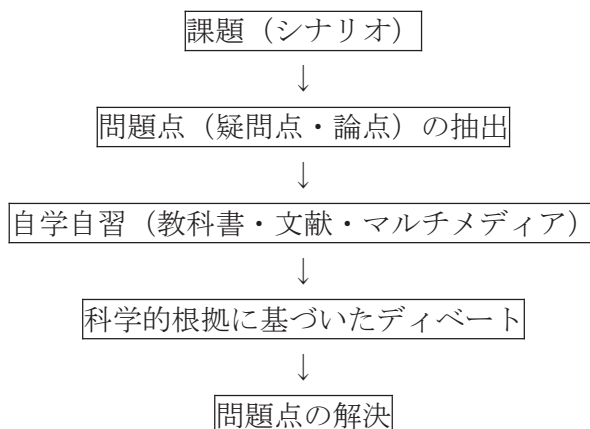 課題（シナリオ）
↓
問題点（疑問点・論点）の抽出
↓
自学自習（教科書・文献・マルチメディア）
↓
科学的根拠に基づいたディベート
↓
問題点の解決